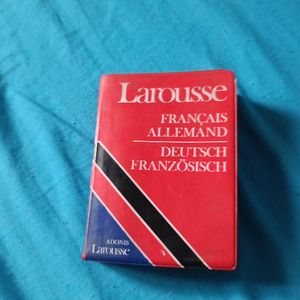 Larousse
FRANÇAIS
ALLEMAND
DEUTSCH
FRANZÖSISCH
ADONIS
Larousse